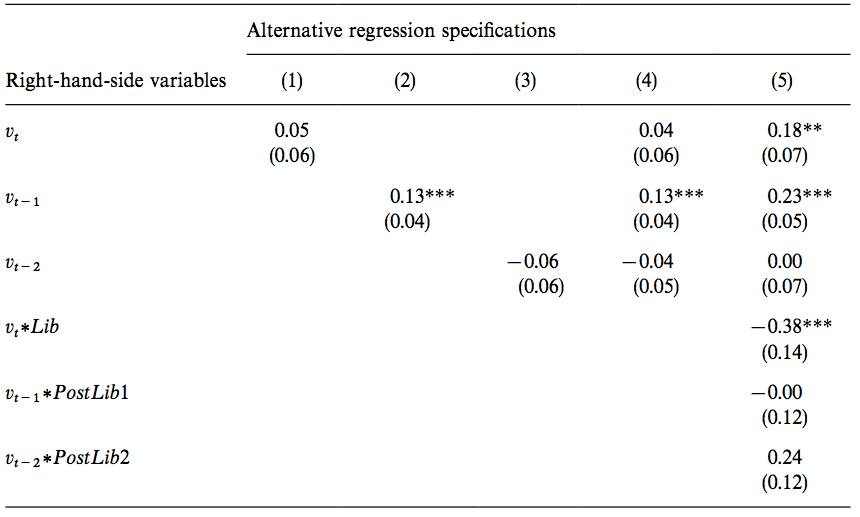 Alternative regression specifications
Right-hand-side variables (1) (2) (3) (4) (5)
v_t 0.05 0.04 0.18**
(0.06) (0.06) (0.07)
v_{t−1} 0.13*** 0.13*** 0.23***
(0.04) (0.04) (0.05)
v_{t−2} −0.06 −0.04 0.00
(0.06) (0.05) (0.07)
v_t*Lib −0.38***
(0.14)
v_{t−1}*PostLib1 −0.00
(0.12)
v_{t−2}*PostLib2 0.24
(0.12)